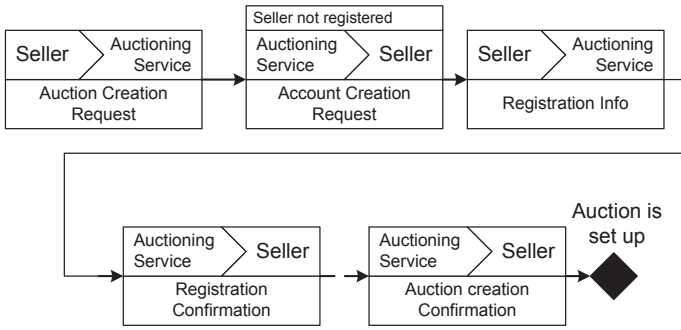 Seller not registered
Seller
Auctioning
Service
Auction Creation
Request
Auctioning
Service
Seller
Account Creation
Request
Seller
Auctioning
Service
Registration Info
Auctioning
Service
Seller
Registration
Confirmation
Auctioning
Service
Seller
Auction creation
Confirmation
Auction is
set up